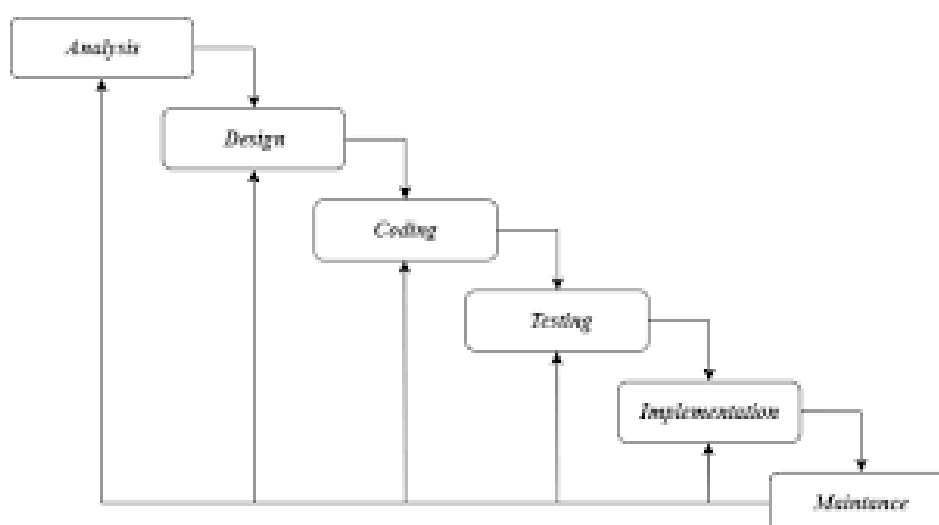 Analysis
Design
Coding
Testing
Implementation
Maintance